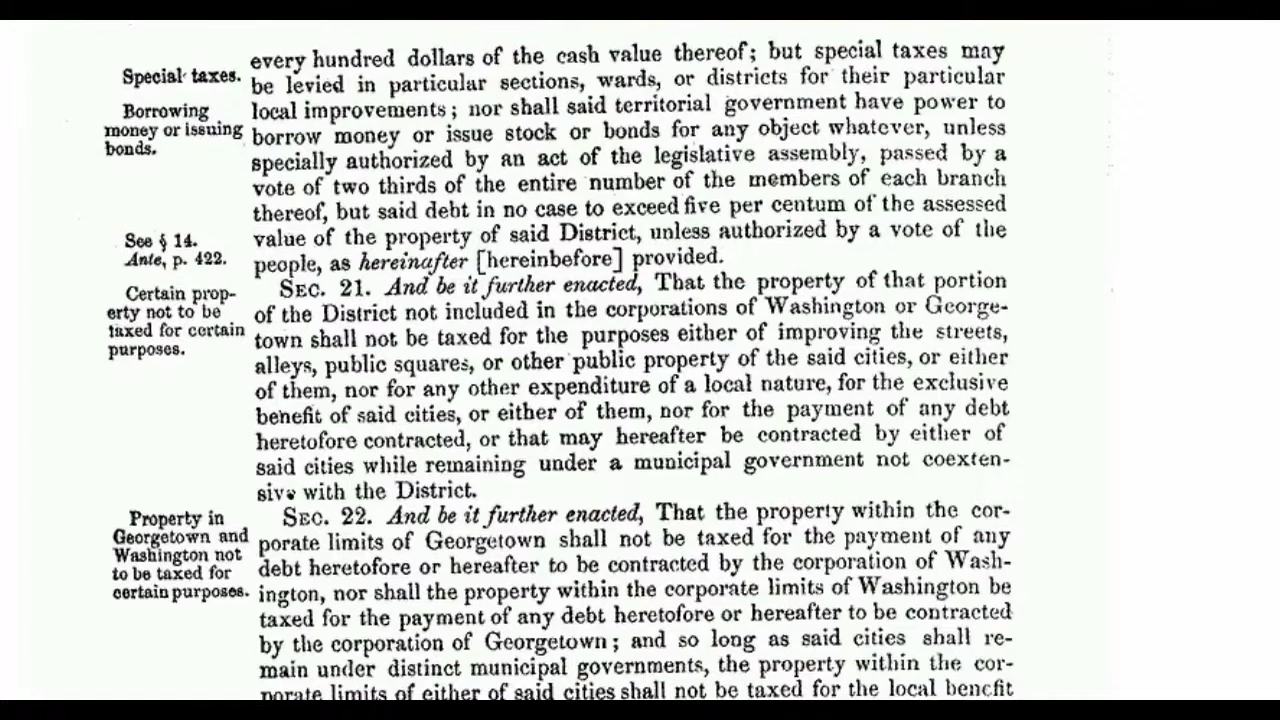 Special taxes.
Borrowing
money or issuing
bonds.
See § 14.
Ante, p. 422.
Certain prop-
erty not to be
taxed for certain
purposes.
Property in
Georgetown and
Washington not
to be taxed for
certain purposes.
every hundred dollars of the cash value thereof; but special taxes may
be levied in particular sections, wards, or districts for their particular
local improvements; nor shall said territorial government have power to
borrow money or issue stock or bonds for any object whatever, unless
specially authorized by an act of the legislative assembly, passed by a
vote of two thirds of the entire number of the members of each branch
thereof, but said debt in no case to exceed five per centum of the assessed
value of the property of said District, unless authorized by a vote of the
people, as hereinafter [hereinbefore] provided.
SEC. 21. And be it further enacted, That the property of that portion
of the District not included in the corporations of Washington or George-
town shall not be taxed for the purposes either of improving the streets,
alleys, public squares, or other public property of the said cities, or either
of them, nor for any other expenditure of a local nature, for the exclusive
benefit of said cities, or either of them, nor for the payment of any debt
heretofore contracted, or that may hereafter be contracted by either of
said cities while remaining under a municipal government not coexten-
sive with the District.
SEC. 22. And be it further enacted, That the property within the cor-
porate limits of Georgetown shall not be taxed for the payment of any
debt heretofore or hereafter to be contracted by the corporation of Wash-
ington, nor shall the property within the corporate limits of Washington be
taxed for the payment of any debt heretofore or hereafter to be contracted
by the corporation of Georgetown; and so long as said cities shall re-
main under distinct municipal governments, the property within the cor-
porate limits of either of said cities shall not be taxed for the local benefit